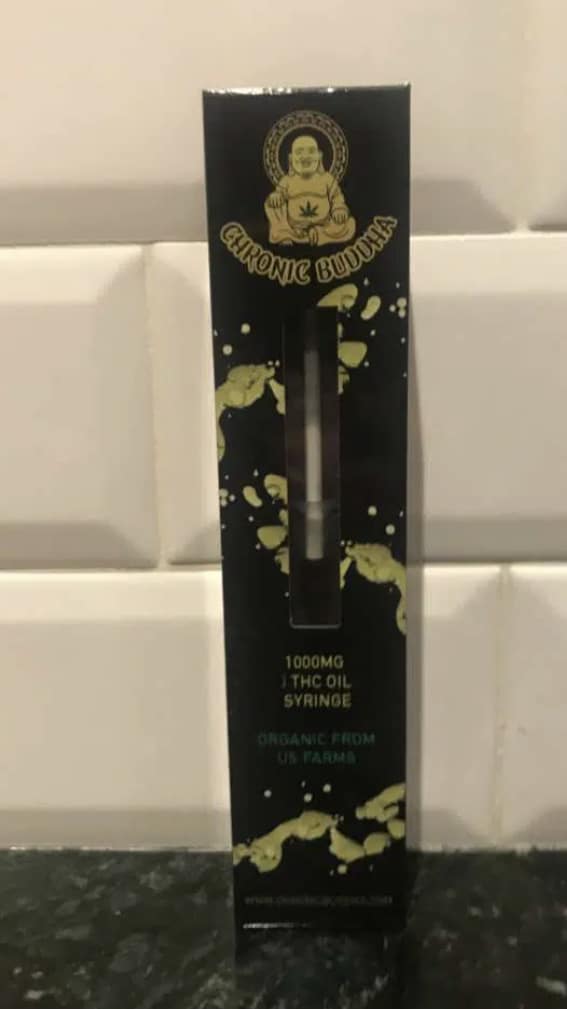 CHRONIC BUDDHA
1000MG
THC OIL
SYRINGE
ORGANIC FROM
US FARMS